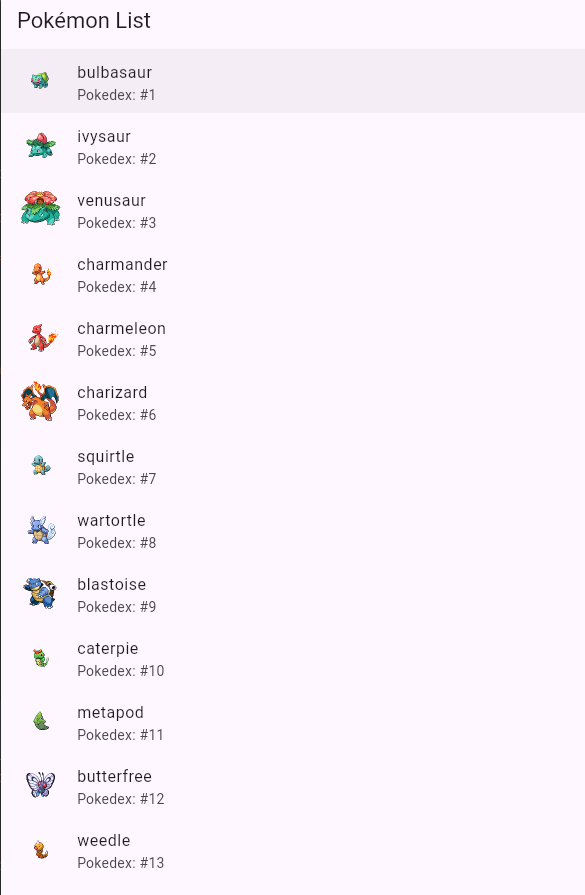 Pokémon List
bulbasaur
Pokedex: #1
ivysaur
Pokedex: #2
venusaur
Pokedex: #3
charmander
Pokedex: #4
charmeleon
Pokedex: #5
charizard
Pokedex: #6
squirtle
Pokedex: #7
wartortle
Pokedex: #8
blastoise
Pokedex: #9
caterpie
Pokedex: #10
metapod
Pokedex: #11
butterfree
Pokedex: #12
weedle
Pokedex: #13